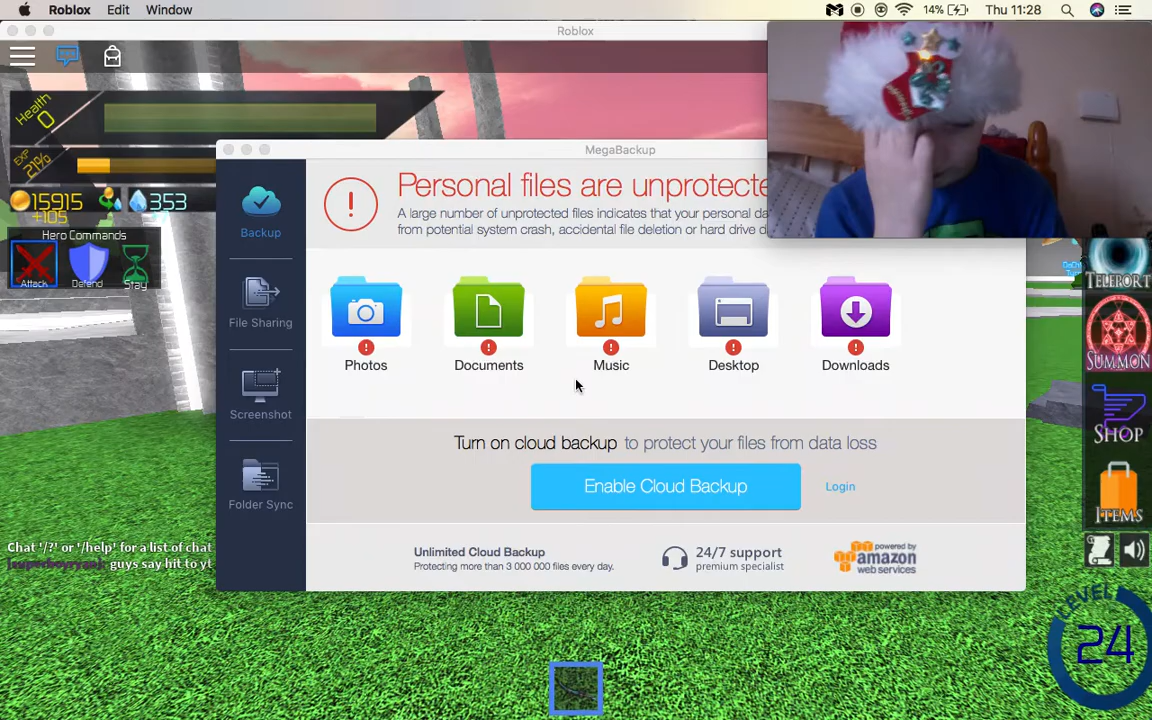 Roblox Edit Window
14% Thu 11:28
Roblox
Health
0
EXP
21%
15915
+105
353
Hero Commands
Attack
Defend
Stay
MegaBackup
Backup
File Sharing
Screenshot
Folder Sync
Personal files are unprotecte
A large number of unprotected files indicates that your personal da
from potential system crash, accidental file deletion or hard drive d
Photos
Documents
Music
Desktop
Downloads
Turn on cloud backup to protect your files from data loss
Enable Cloud Backup
Login
Unlimited Cloud Backup
Protecting more than 3 000 000 files every day.
24/7 support
premium specialist
powered by
amazon
web services
Teleport
Summon
Shop
Items
Chat '/?' or '/help' for a list of chat
[superboyryan]: guys say hit to yt
LEVEL
24